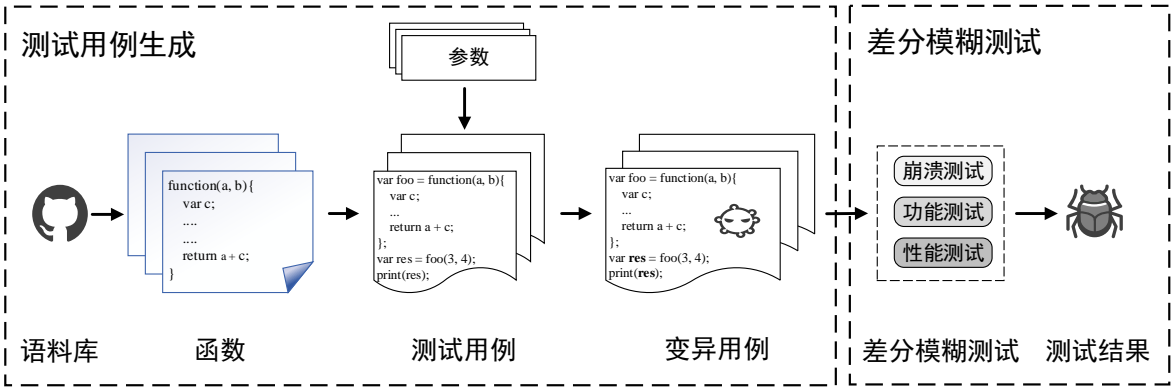 测试用例生成
参数
function(a, b){
var c;
....
....
return a + c;
}
var foo = function(a, b){
var c;
...
return a + c;
};
var res = foo(3, 4);
print(res);
var foo = function(a, b){
var c;
...
return a + c;
};
var res = foo(3, 4);
print(res);
语料库
函数
测试用例
变异用例
差分模糊测试
崩溃测试
功能测试
性能测试
差分模糊测试
测试结果